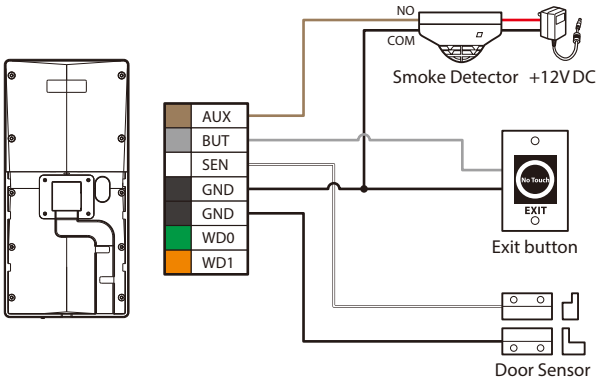 NO
COM
Smoke Detector
+12V DC
AUX
BUT
SEN
GND
GND
WD0
WD1
No Touch
EXIT
Exit button
Door Sensor